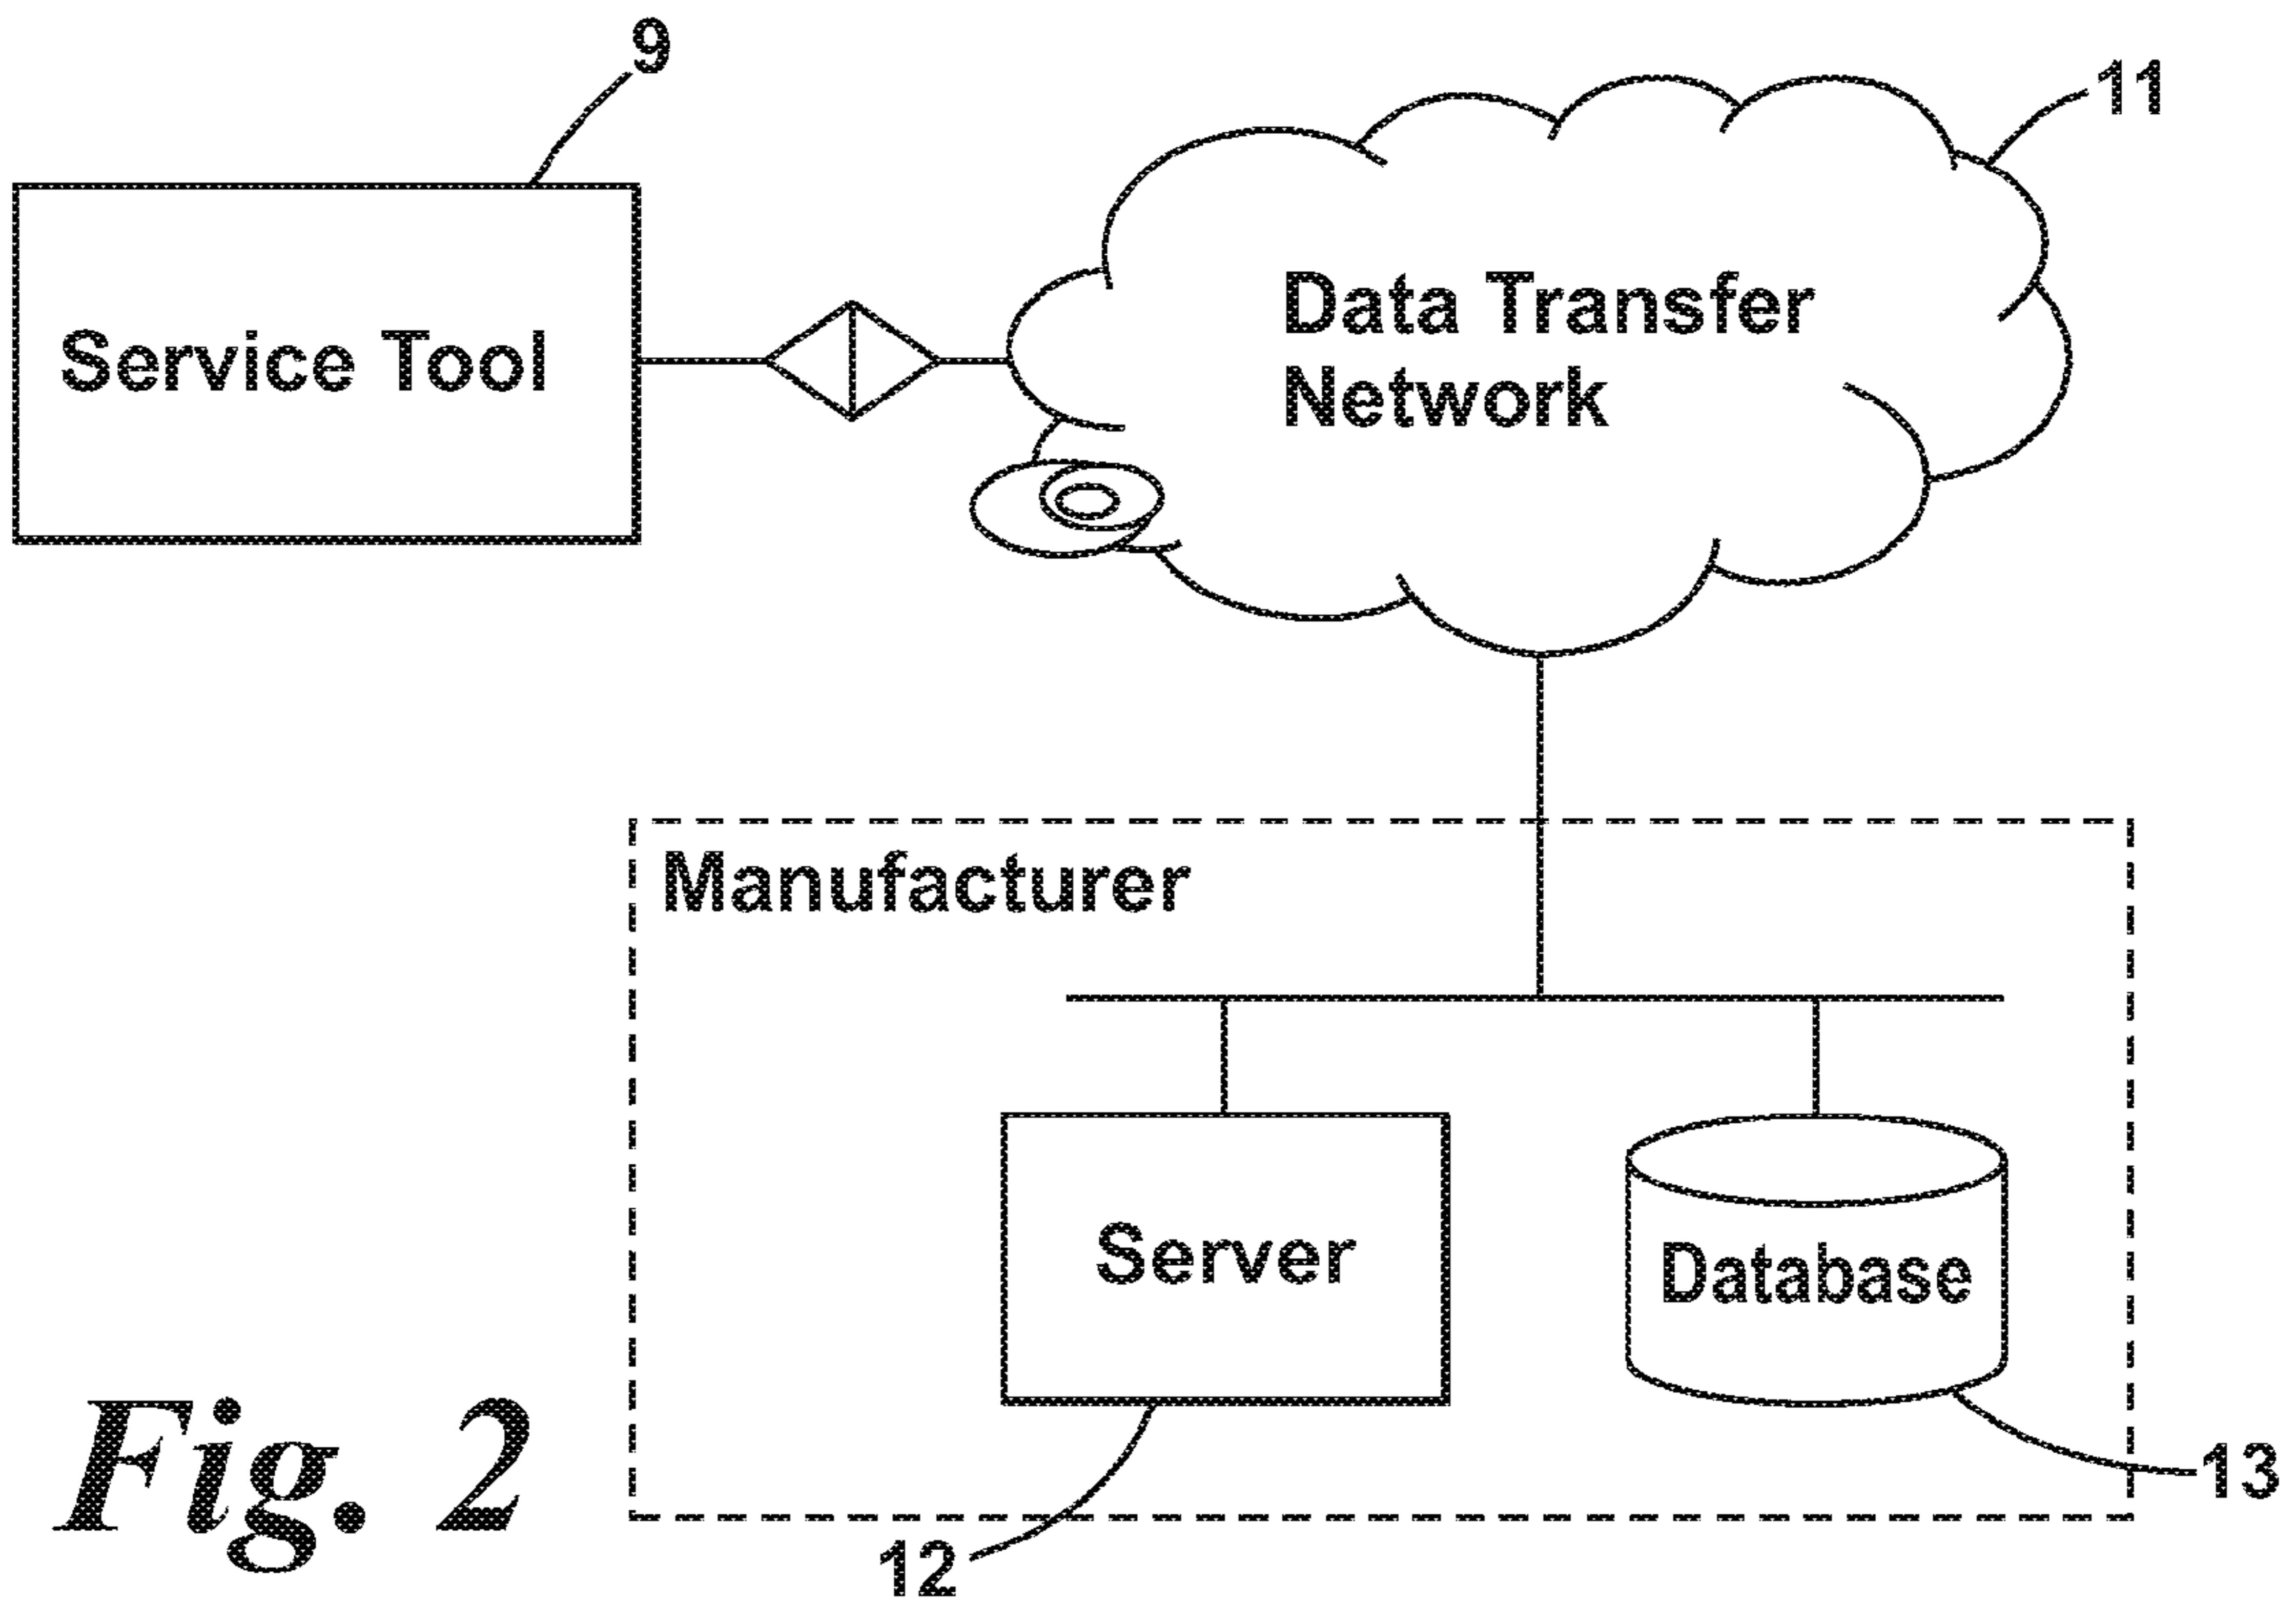 9
11
Service Tool
Data Transfer
Network
Manufacturer
Server
Database
13
12
Fig. 2